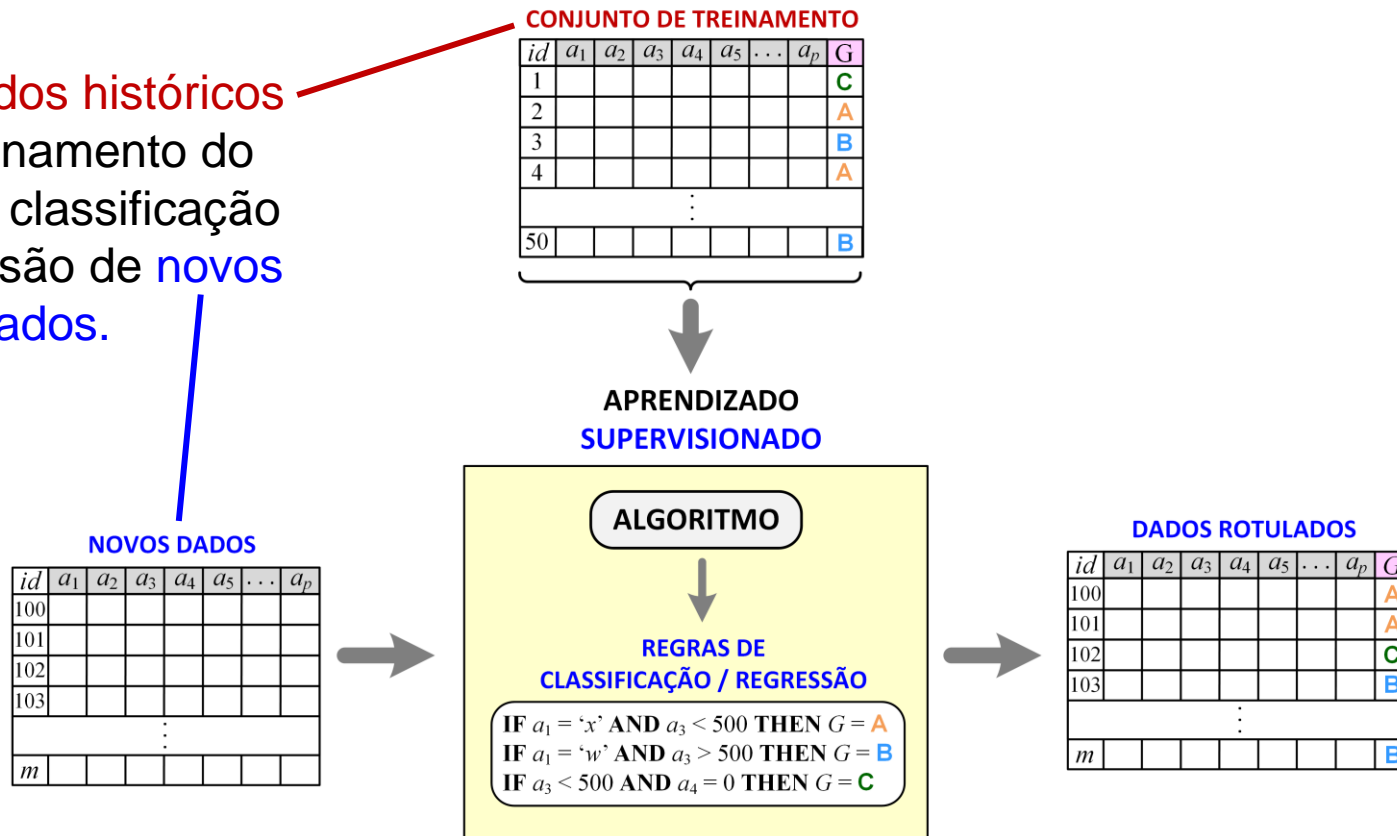 CONJUNTO DE TREINAMENTO
id a1 a2 a3 a4 a5 ... ap G
1 C
2 A
3 B
4 A
⋮
50 B
dos históricos
namento do
classificação
são de novos
ados.
APRENDIZADO
SUPERVISIONADO
NOVOS DADOS
id a1 a2 a3 a4 a5 ... ap
100
101
102
103
⋮
m
ALGORITMO
REGRAS DE
CLASSIFICAÇÃO / REGRESSÃO
IF a1 = ‘x’ AND a3 < 500 THEN G = A
IF a1 = ‘w’ AND a3 > 500 THEN G = B
IF a3 < 500 AND a4 = 0 THEN G = C
DADOS ROTULADOS
id a1 a2 a3 a4 a5 ... ap G
100 A
101 A
102 C
103 B
⋮
m B